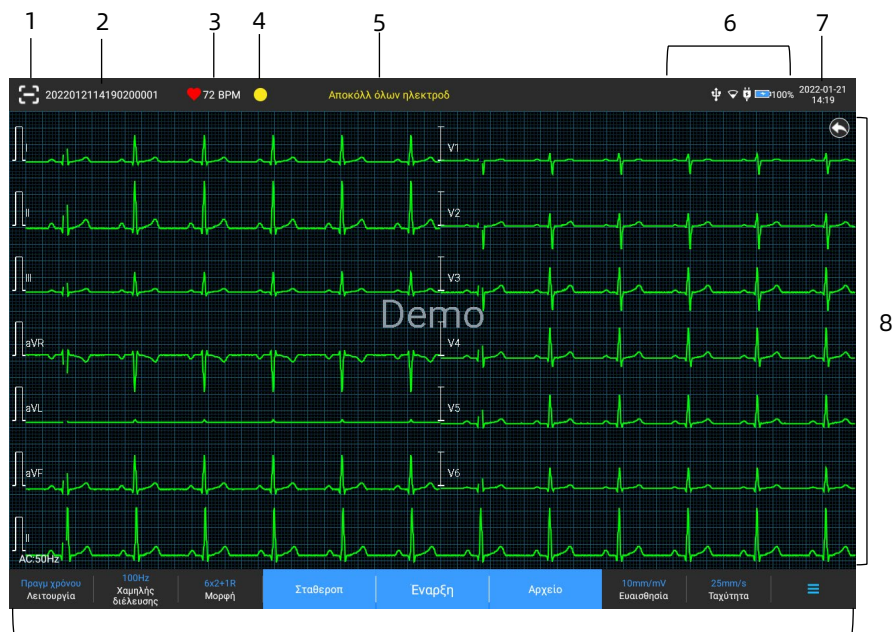 1 2 3 4 5 6 7
2022012114190200001 72 BPM Αποκόλλ όλων ηλεκτροδ 100% 2022-01-21
14:19
I V1
II V2
III V3
Demo
8
aVR V4
aVL V5
aVF V6
II
AC:50Hz
Πραγμ χρόνου 100Hz 6x2+1R Σταθεροπ Έναρξη Αρχείο 10mm/mV 25mm/s
Λειτουργία Χαμηλής Μορφή Ευαισθησία Ταχύτητα
διέλευσης